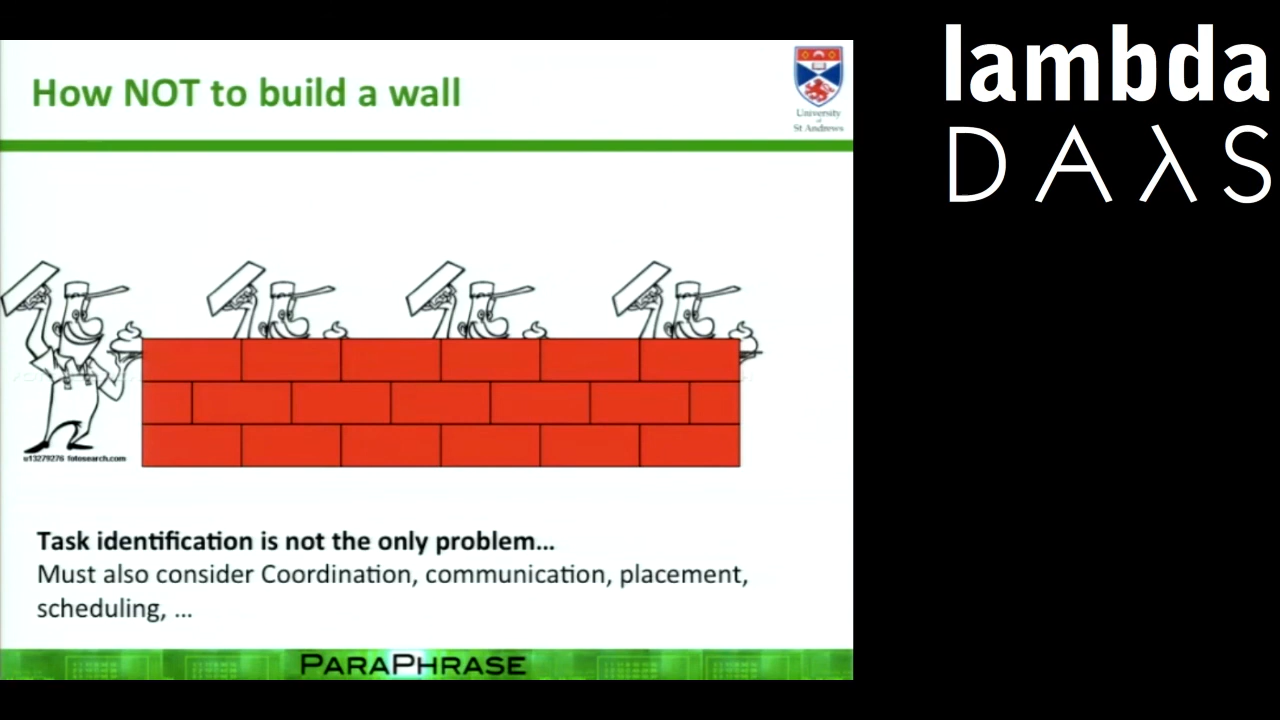 How NOT to build a wall
University
of
St Andrews
lambda
DAλS
u13279276 fotosearch.com
Task identification is not the only problem...
Must also consider Coordination, communication, placement,
scheduling, ...
PARAPHRASE